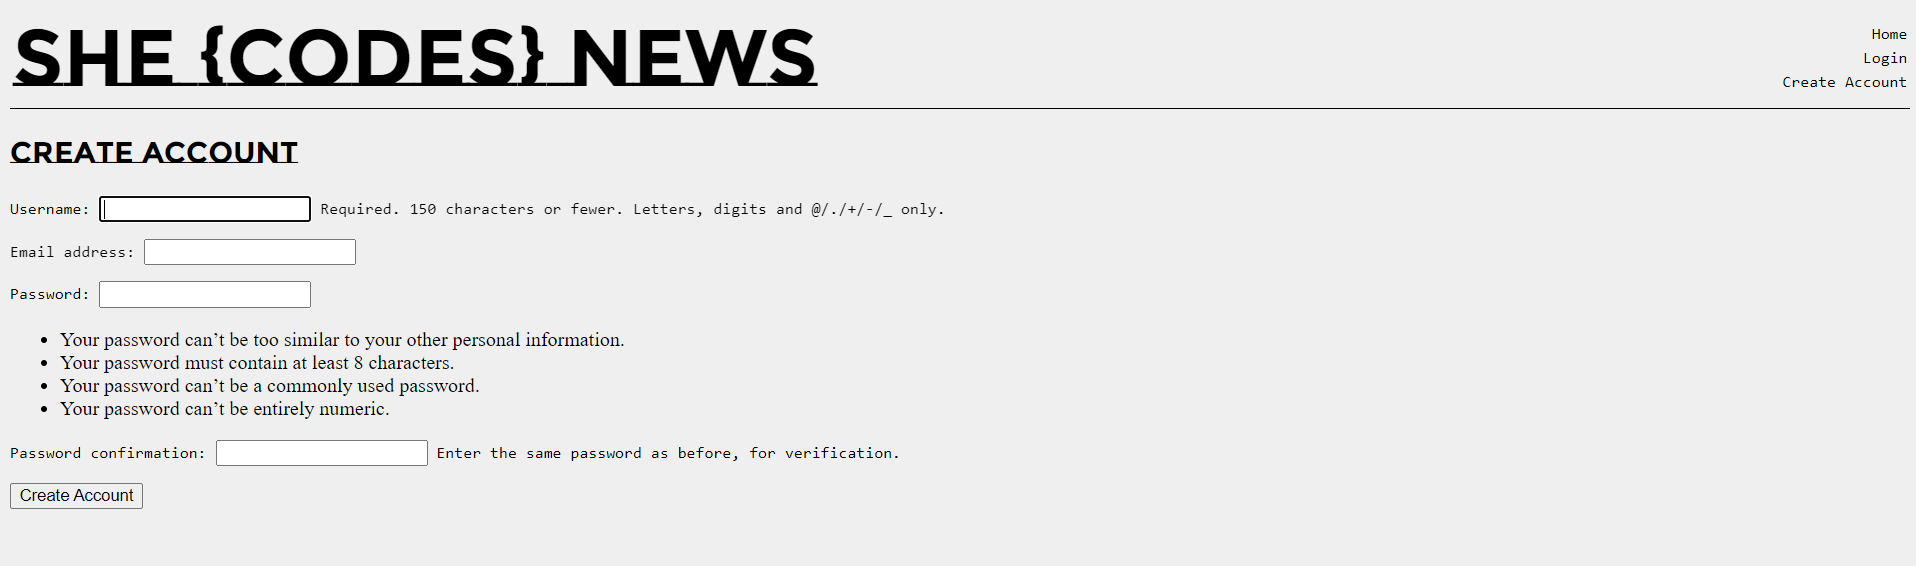 SHE {CODES} NEWS
Home
Login
Create Account
CREATE ACCOUNT
Username: Required. 150 characters or fewer. Letters, digits and @/./+/-/_ only.
Email address:
Password:
• Your password can’t be too similar to your other personal information.
• Your password must contain at least 8 characters.
• Your password can’t be a commonly used password.
• Your password can’t be entirely numeric.
Password confirmation: Enter the same password as before, for verification.
Create Account